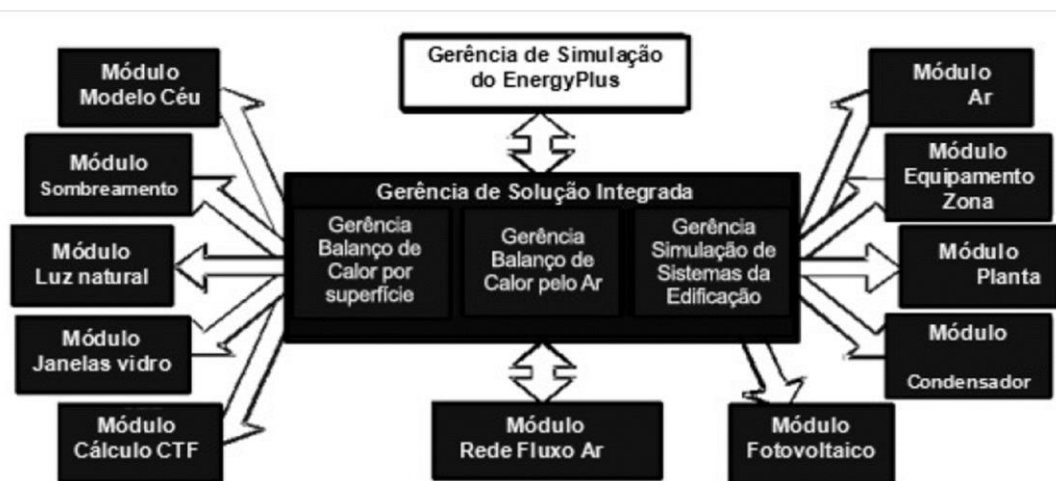 Gerência de Simulação
do EnergyPlus
Módulo
Modelo Céu
Módulo
Sombreamento
Módulo
Luz natural
Módulo
Janelas vidro
Módulo
Cálculo CTF
Gerência de Solução Integrada
Gerência
Balanço de
Calor por
superfície
Gerência
Balanço de
Calor pelo Ar
Gerência
Simulação de
Sistemas da
Edificação
Módulo
Ar
Módulo
Equipamento
Zona
Módulo
Planta
Módulo
Condensador
Módulo
Rede Fluxo Ar
Módulo
Fotovoltaico